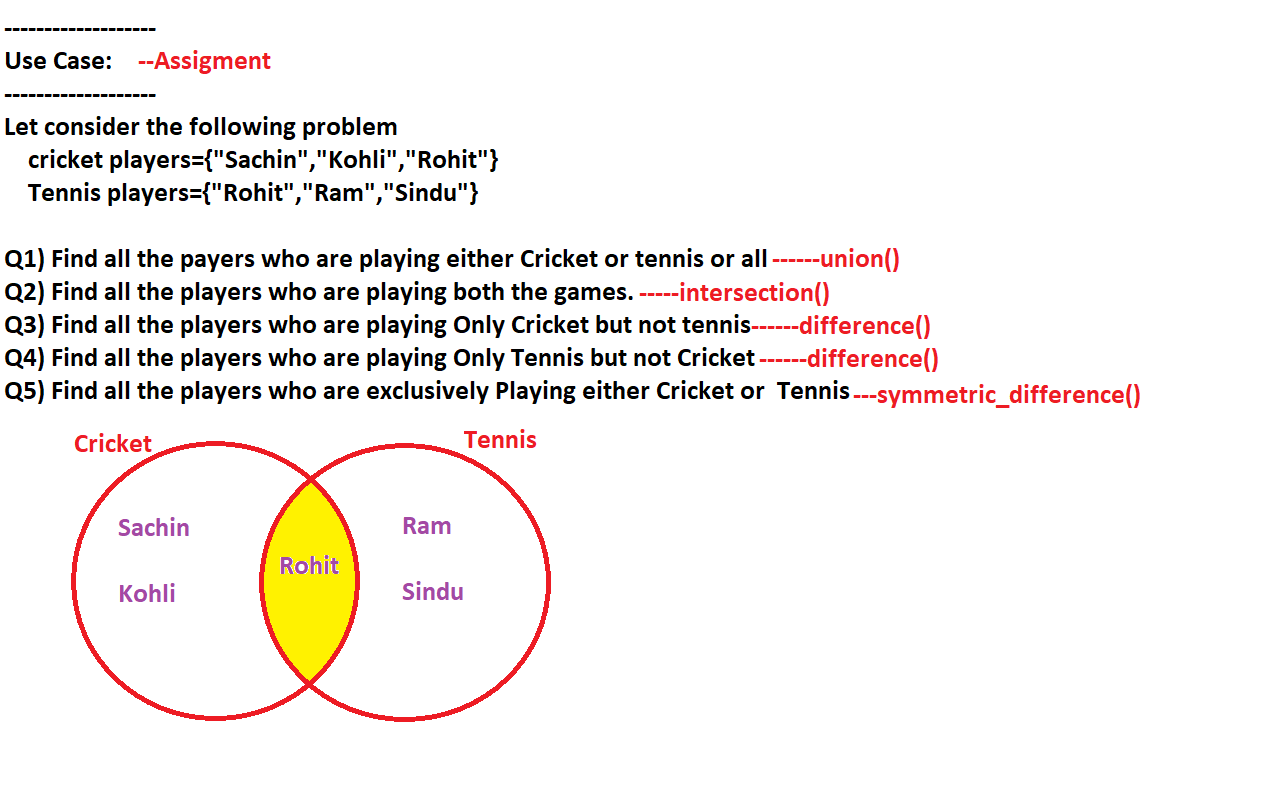 -------------------
Use Case: --Assigment
-------------------
Let consider the following problem
cricket players={"Sachin","Kohli","Rohit"}
Tennis players={"Rohit","Ram","Sindu"}
Q1) Find all the payers who are playing either Cricket or tennis or all ------union()
Q2) Find all the players who are playing both the games. -----intersection()
Q3) Find all the players who are playing Only Cricket but not tennis------difference()
Q4) Find all the players who are playing Only Tennis but not Cricket ------difference()
Q5) Find all the players who are exclusively Playing either Cricket or  Tennis ---symmetric_difference()
Cricket Tennis
Sachin Ram
Rohit
Kohli Sindu